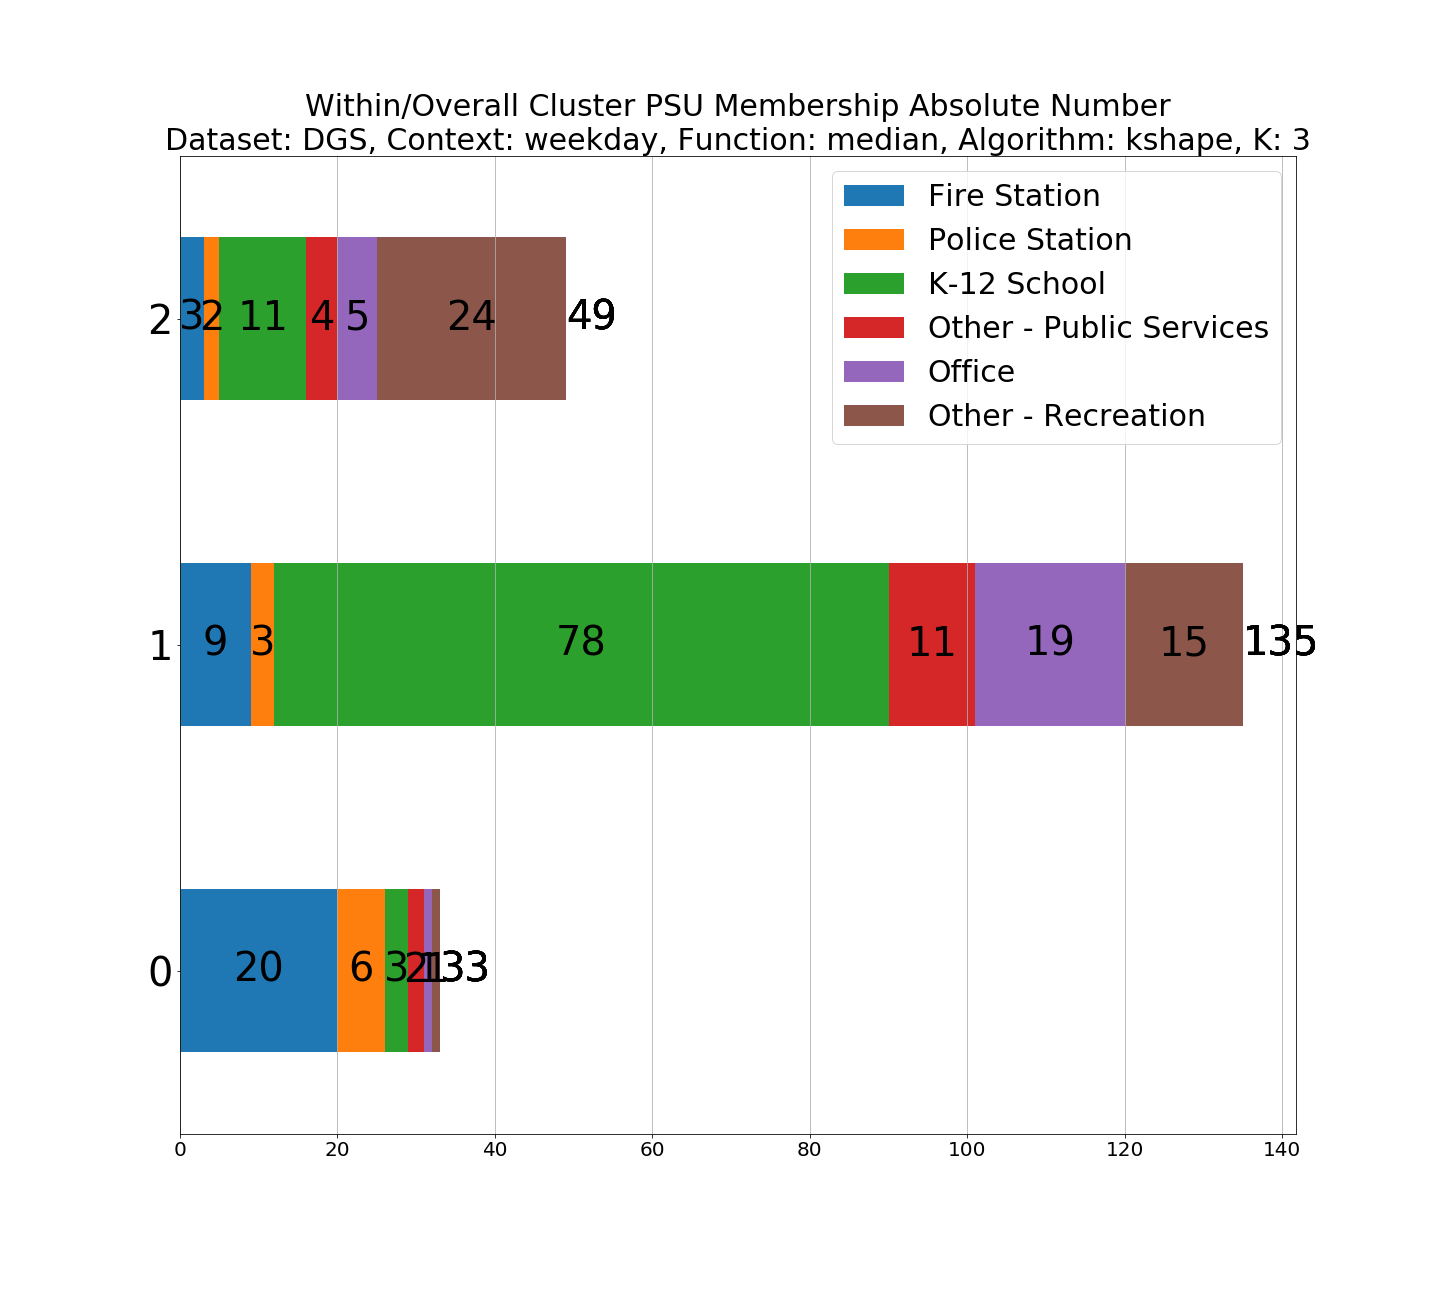 Within/Overall Cluster PSU Membership Absolute Number
Dataset: DGS, Context: weekday, Function: median, Algorithm: kshape, K: 3
Fire Station
Police Station
K-12 School
Other - Public Services
Office
Other - Recreation
2 3 2 11 4 5 24 49
1 9 3 78 11 19 15 135
0 20 6 3 2 1 1 33
0 20 40 60 80 100 120 140